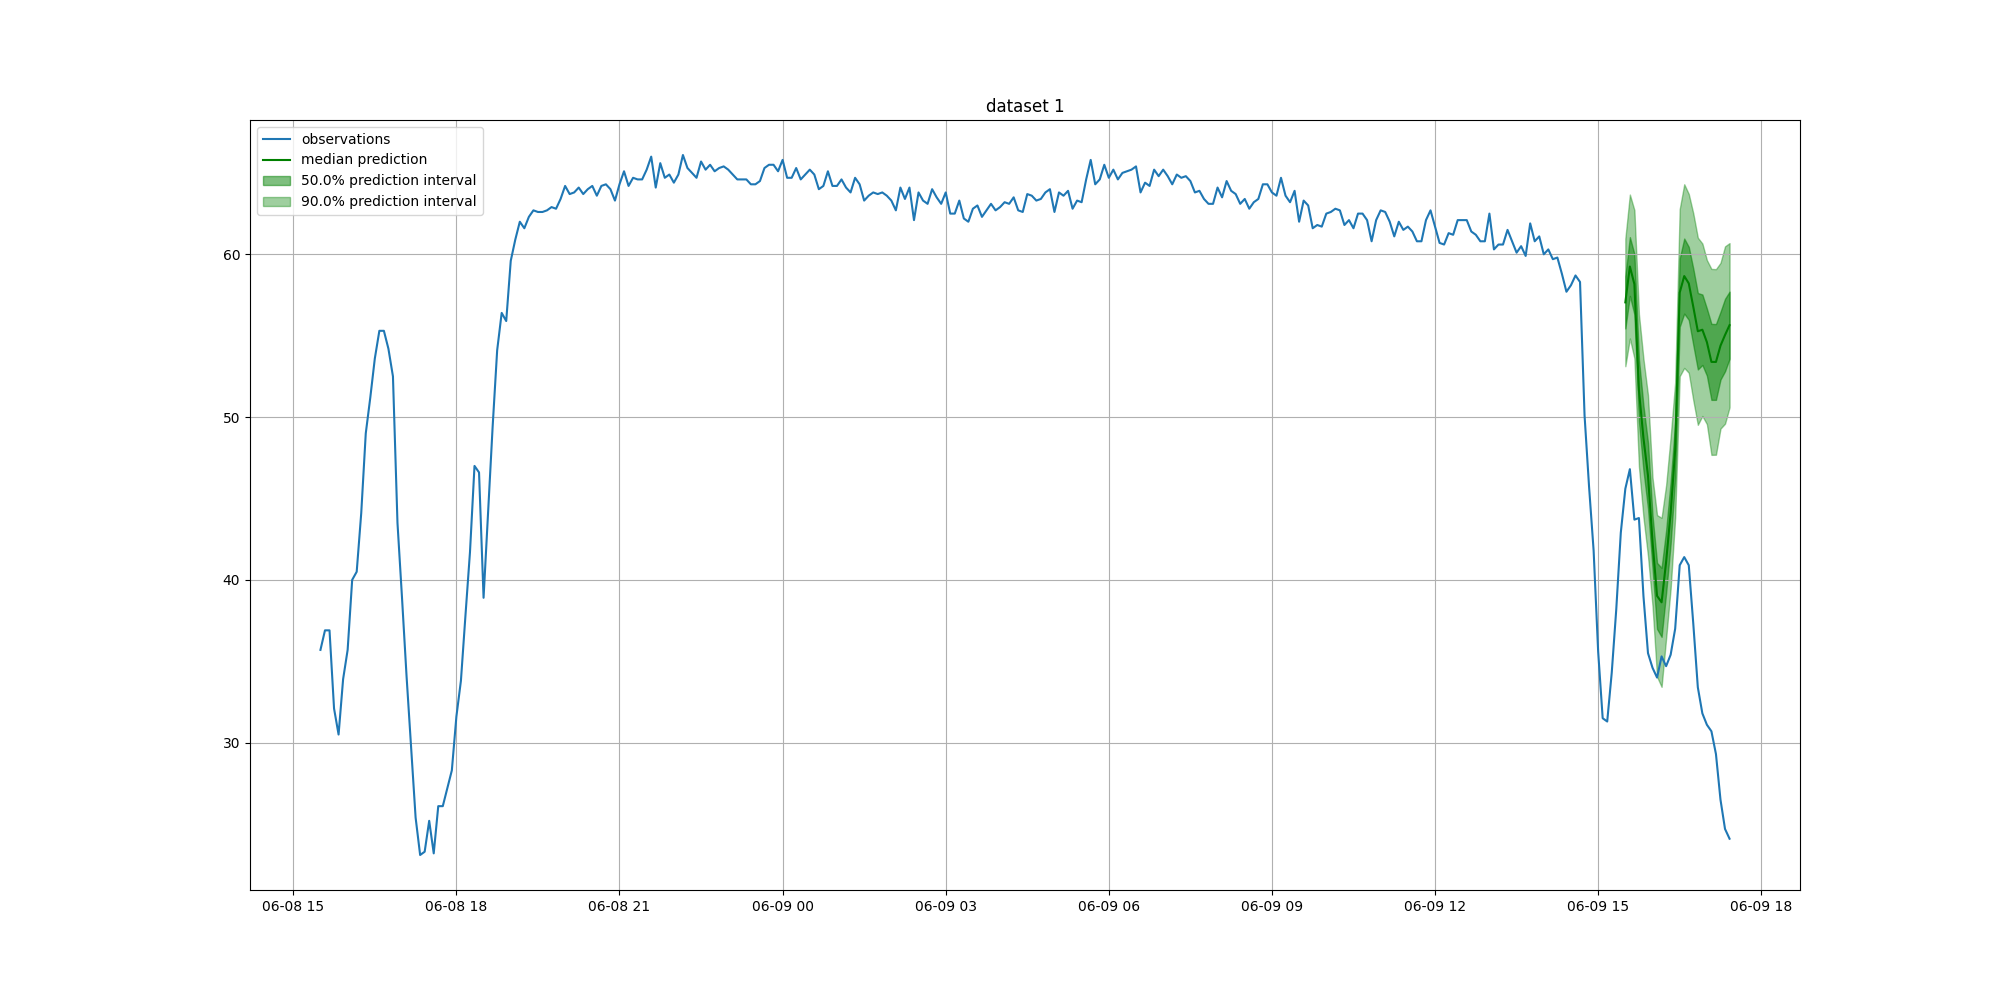 dataset 1
observations
median prediction
50.0% prediction interval
90.0% prediction interval
60
50
40
30
06-08 15
06-08 18
06-08 21
06-09 00
06-09 03
06-09 06
06-09 09
06-09 12
06-09 15
06-09 18